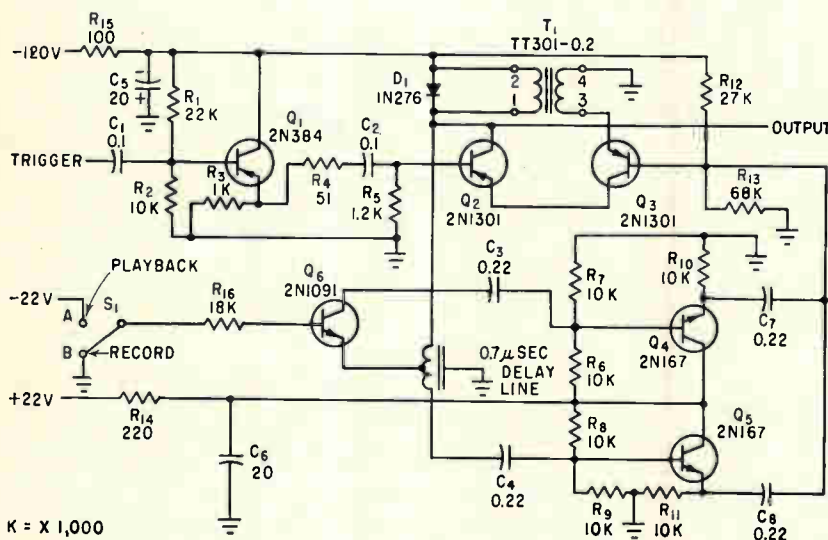 R15
100
-120V
C5
20
R1
22K
C1
0.1
TRIGGER
R2
10K
Q1
2N384
R3
1K
R4
51
C2
0.1
R5
1.2K
T1
TT301-0.2
D1
1N276
2
1
4
3
R12
27K
OUTPUT
Q2
2N1301
Q3
2N1301
R13
68K
PLAYBACK
-22V
A
S1
B
RECORD
R16
18K
Q6
2N1091
C3
0.22
0.7μSEC
DELAY
LINE
R7
10K
R6
10K
R10
10K
Q4
2N167
C7
0.22
+22V
R14
220
C6
20
C4
0.22
R8
10K
R9
10K
R11
10K
Q5
2N167
C8
0.22
K = X 1,000